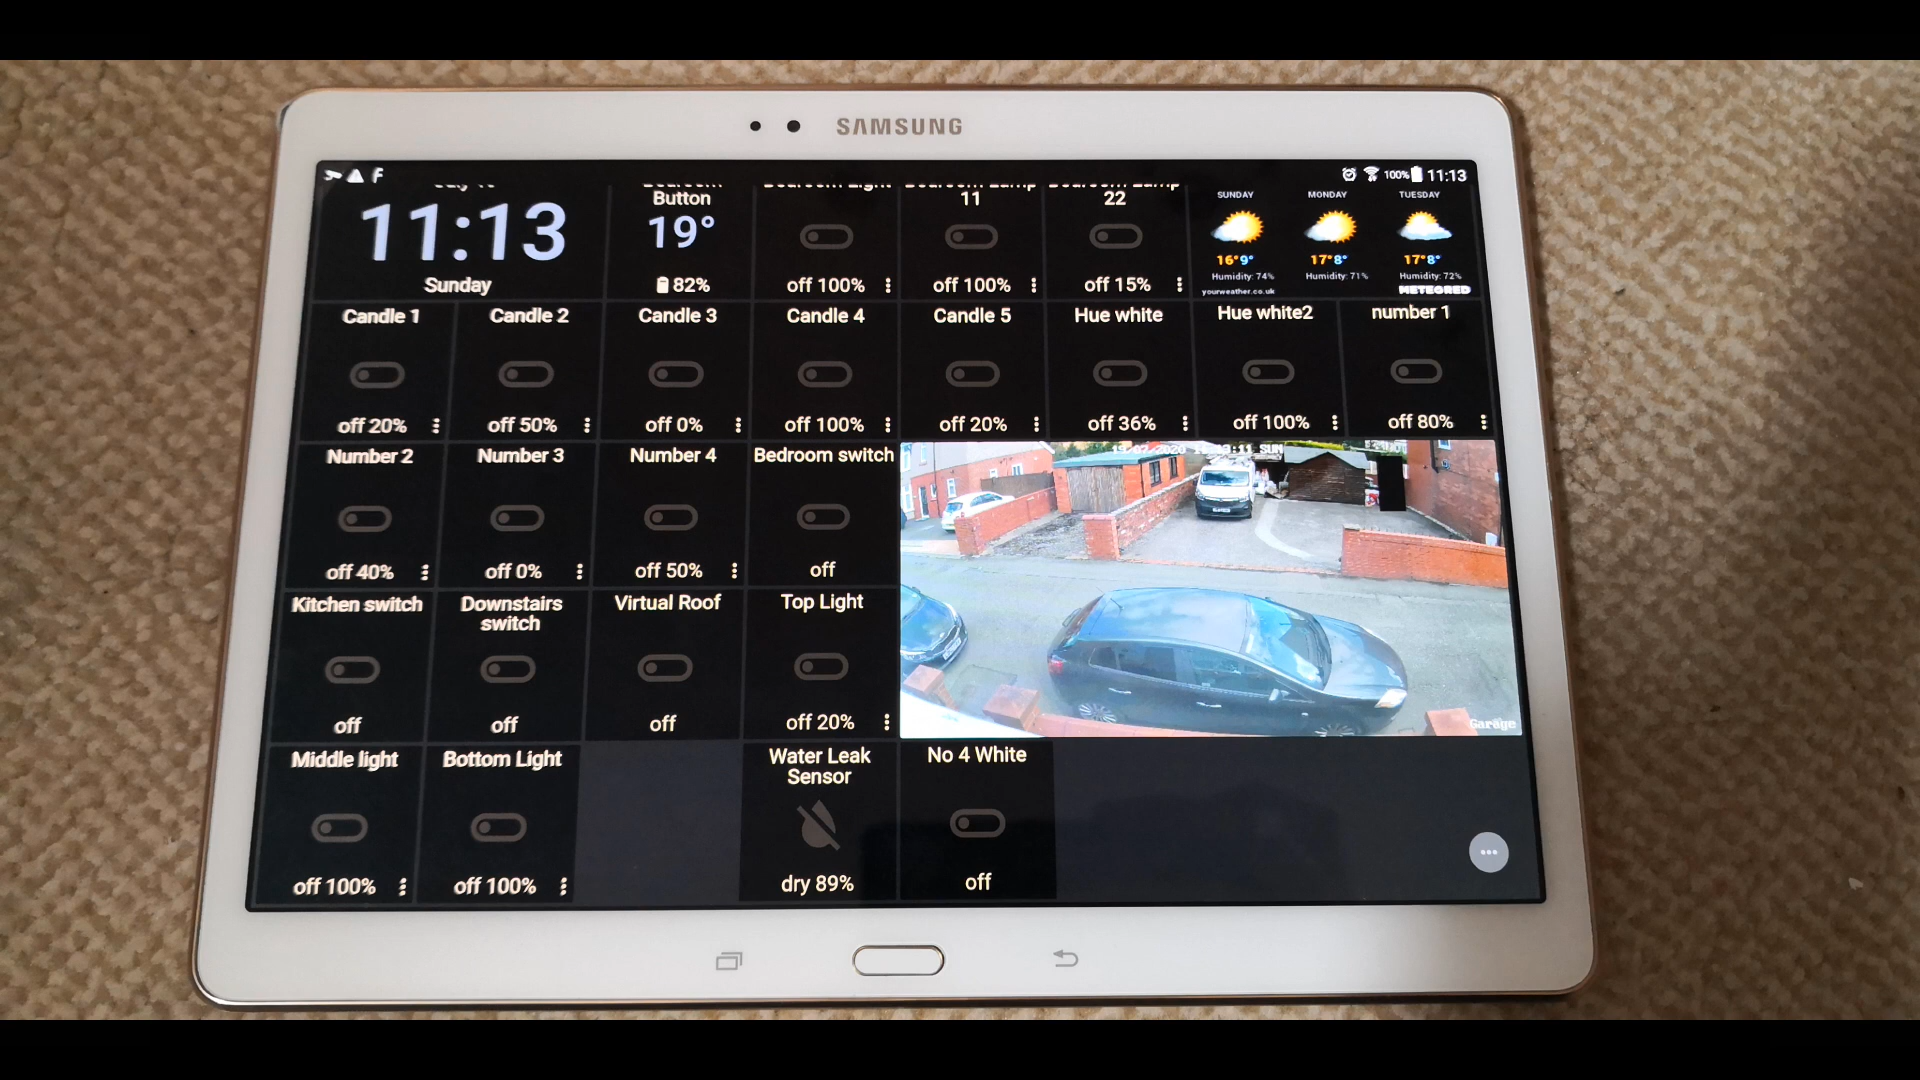 SAMSUNG
100% 11:13
11:13
Sunday
Button
19°
82%
off 100%
11
off 100%
22
off 15%
SUNDAY MONDAY TUESDAY
16° 9° 17° 8° 17° 8°
Humidity: 74% Humidity: 71% Humidity: 72%
yourweather.co.uk METEORED
Candle 1 Candle 2 Candle 3 Candle 4 Candle 5 Hue white Hue white2 number 1
off 20% off 50% off 0% off 100% off 20% off 36% off 100% off 80%
Number 2 Number 3 Number 4 Bedroom switch
off 40% off 0% off 50% off
SUN
Garage
Kitchen switch Downstairs switch Virtual Roof Top Light
off off off off 20%
Middle light Bottom Light Water Leak Sensor No 4 White
off 100% off 100% dry 89% off